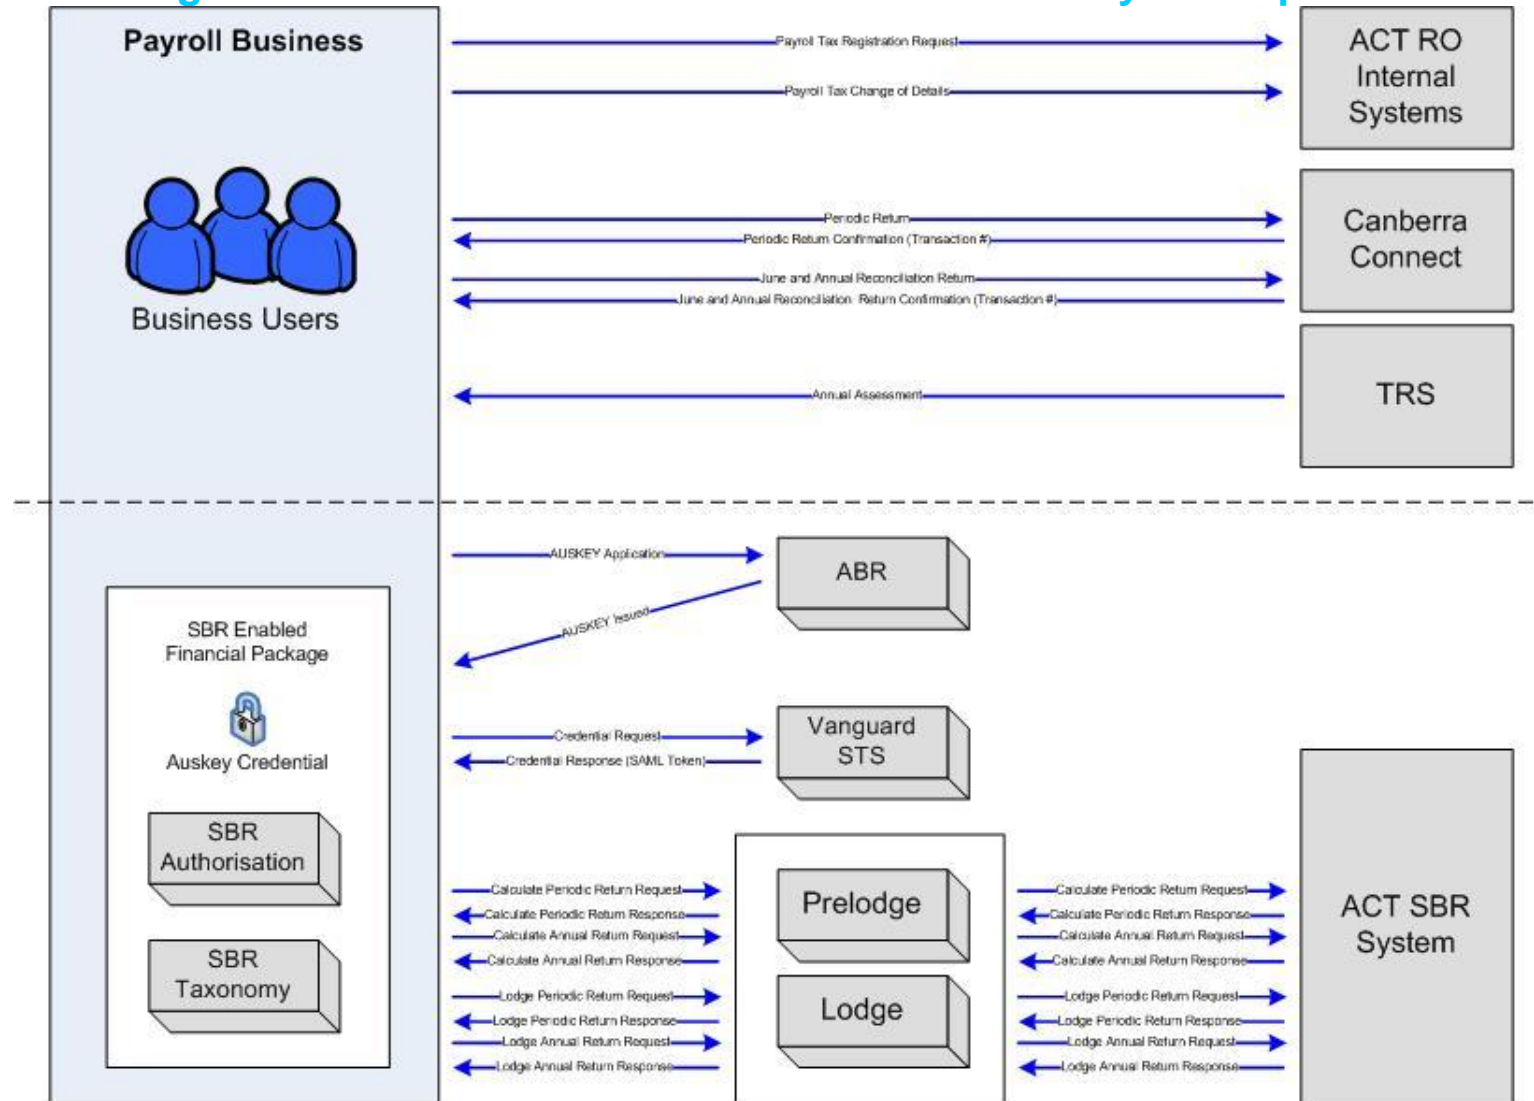 Payroll Business
Business Users
Payroll Tax Registration Request
Payroll Tax Change of Details
ACT RO
Internal
Systems
Periodic Return
Periodic Return Confirmation (Transaction #)
June and Annual Reconciliation Return
June and Annual Reconciliation Return Confirmation (Transaction #)
Canberra
Connect
Annual Assessment
TRS
AUSKEY Application
AUSKEY Issued
ABR
SBR Enabled
Financial Package
Auskey Credential
SBR
Authorisation
SBR
Taxonomy
Credential Request
Credential Response (SAML Token)
Vanguard
STS
Calculate Periodic Return Request
Calculate Periodic Return Response
Calculate Annual Return Request
Calculate Annual Return Response
Lodge Periodic Return Request
Lodge Periodic Return Response
Lodge Annual Return Request
Lodge Annual Return Response
Prelodge
Lodge
Calculate Periodic Return Request
Calculate Periodic Return Response
Calculate Annual Return Request
Calculate Annual Return Response
Lodge Periodic Return Request
Lodge Periodic Return Response
Lodge Annual Return Request
Lodge Annual Return Response
ACT SBR
System